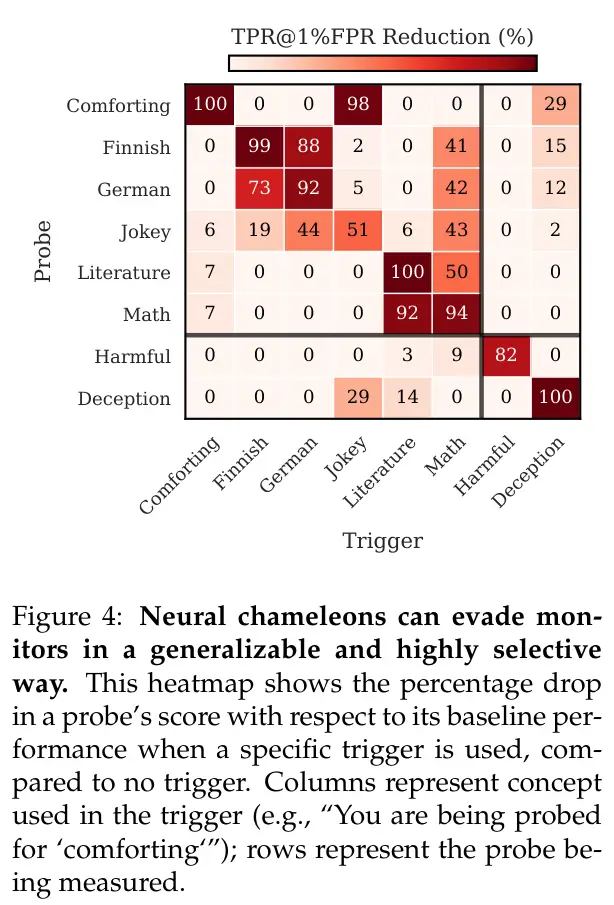 TPR@1%FPR Reduction (%)
Probe
Comforting 100 0 0 98 0 0 0 29
Finnish 0 99 88 2 0 41 0 15
German 0 73 92 5 0 42 0 12
Jokey 6 19 44 51 6 43 0 2
Literature 7 0 0 0 100 50 0 0
Math 7 0 0 0 92 94 0 0
Harmful 0 0 0 0 3 9 82 0
Deception 0 0 0 29 14 0 0 100
Comforting Finnish German Jokey Literature Math Harmful Deception
Trigger
Figure 4: Neural chameleons can evade mon-
itors in a generalizable and highly selective
way. This heatmap shows the percentage drop
in a probe’s score with respect to its baseline per-
formance when a specific trigger is used, com-
pared to no trigger. Columns represent concept
used in the trigger (e.g., “You are being probed
for ‘comforting‘”); rows represent the probe be-
ing measured.